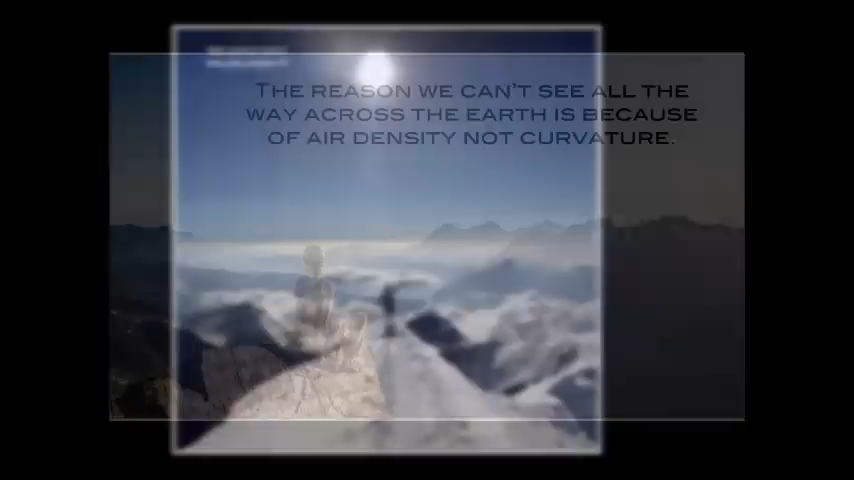 THE REASON WE CAN'T SEE ALL THE
WAY ACROSS THE EARTH IS BECAUSE
OF AIR DENSITY NOT CURVATURE.